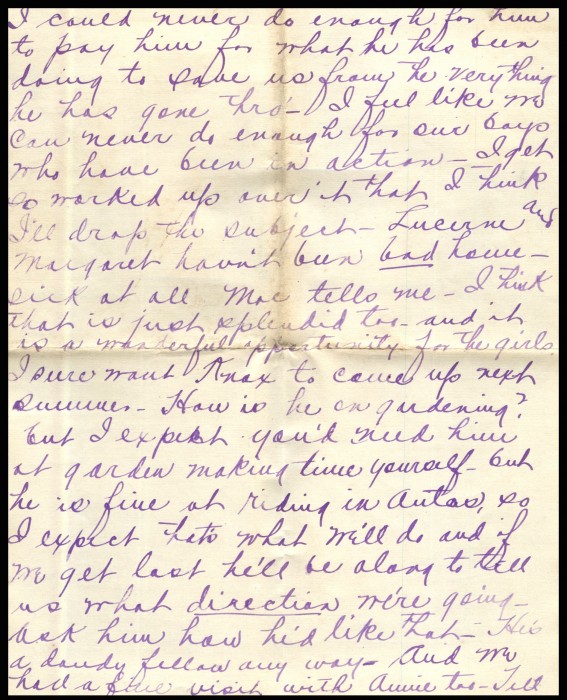 I could never do enough for him
to pay him for what he has been
doing to save us from the very thing
he has gone thro'- I feel like we
can never do enough for our boys
who have been in action - I get
so worked up over it that I think
I'll drop the subject - Lucerne and
Margaret havn't been bad home-
sick at all Mac tells me - I think
that is just splendid too - and it
is a wonderful opportunity for the girls.
I sure want Knox to come up next
summer - How is he on gardening?
but I expect you'd need him
at garden making time yourself - but
he is fine at riding in autos, so
I expect thats what we'll do and if
we get lost he'll be along to tell
us what direction we're going -
ask him how he'd like that - He's
a dandy fellow any way - And we
had a fine visit with Annie too - Tell